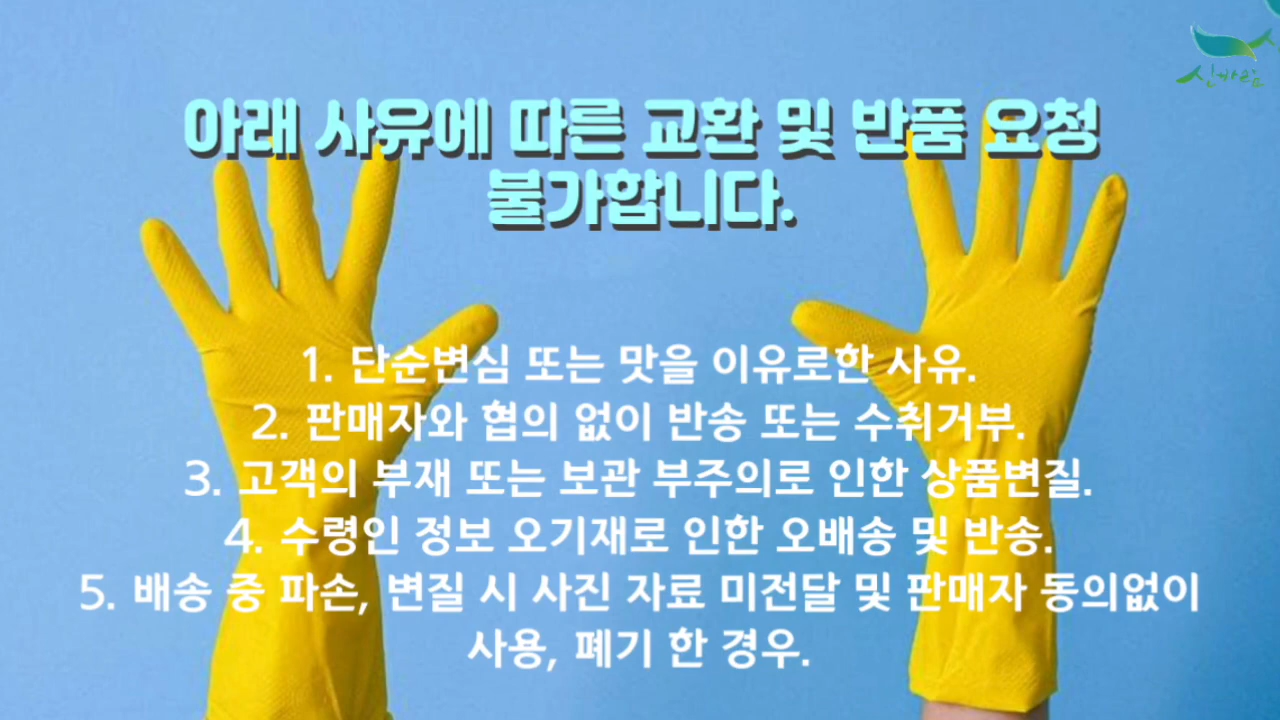 신바람
아래 사유에 따른 교환 및 반품 요청
불가합니다.
1. 단순변심 또는 맛을 이유로한 사유.
2. 판매자와 협의 없이 반송 또는 수취거부.
3. 고객의 부재 또는 보관 부주의로 인한 상품변질.
4. 수령인 정보 오기재로 인한 오배송 및 반송.
5. 배송 중 파손, 변질 시 사진 자료 미전달 및 판매자 동의없이
사용, 폐기 한 경우.